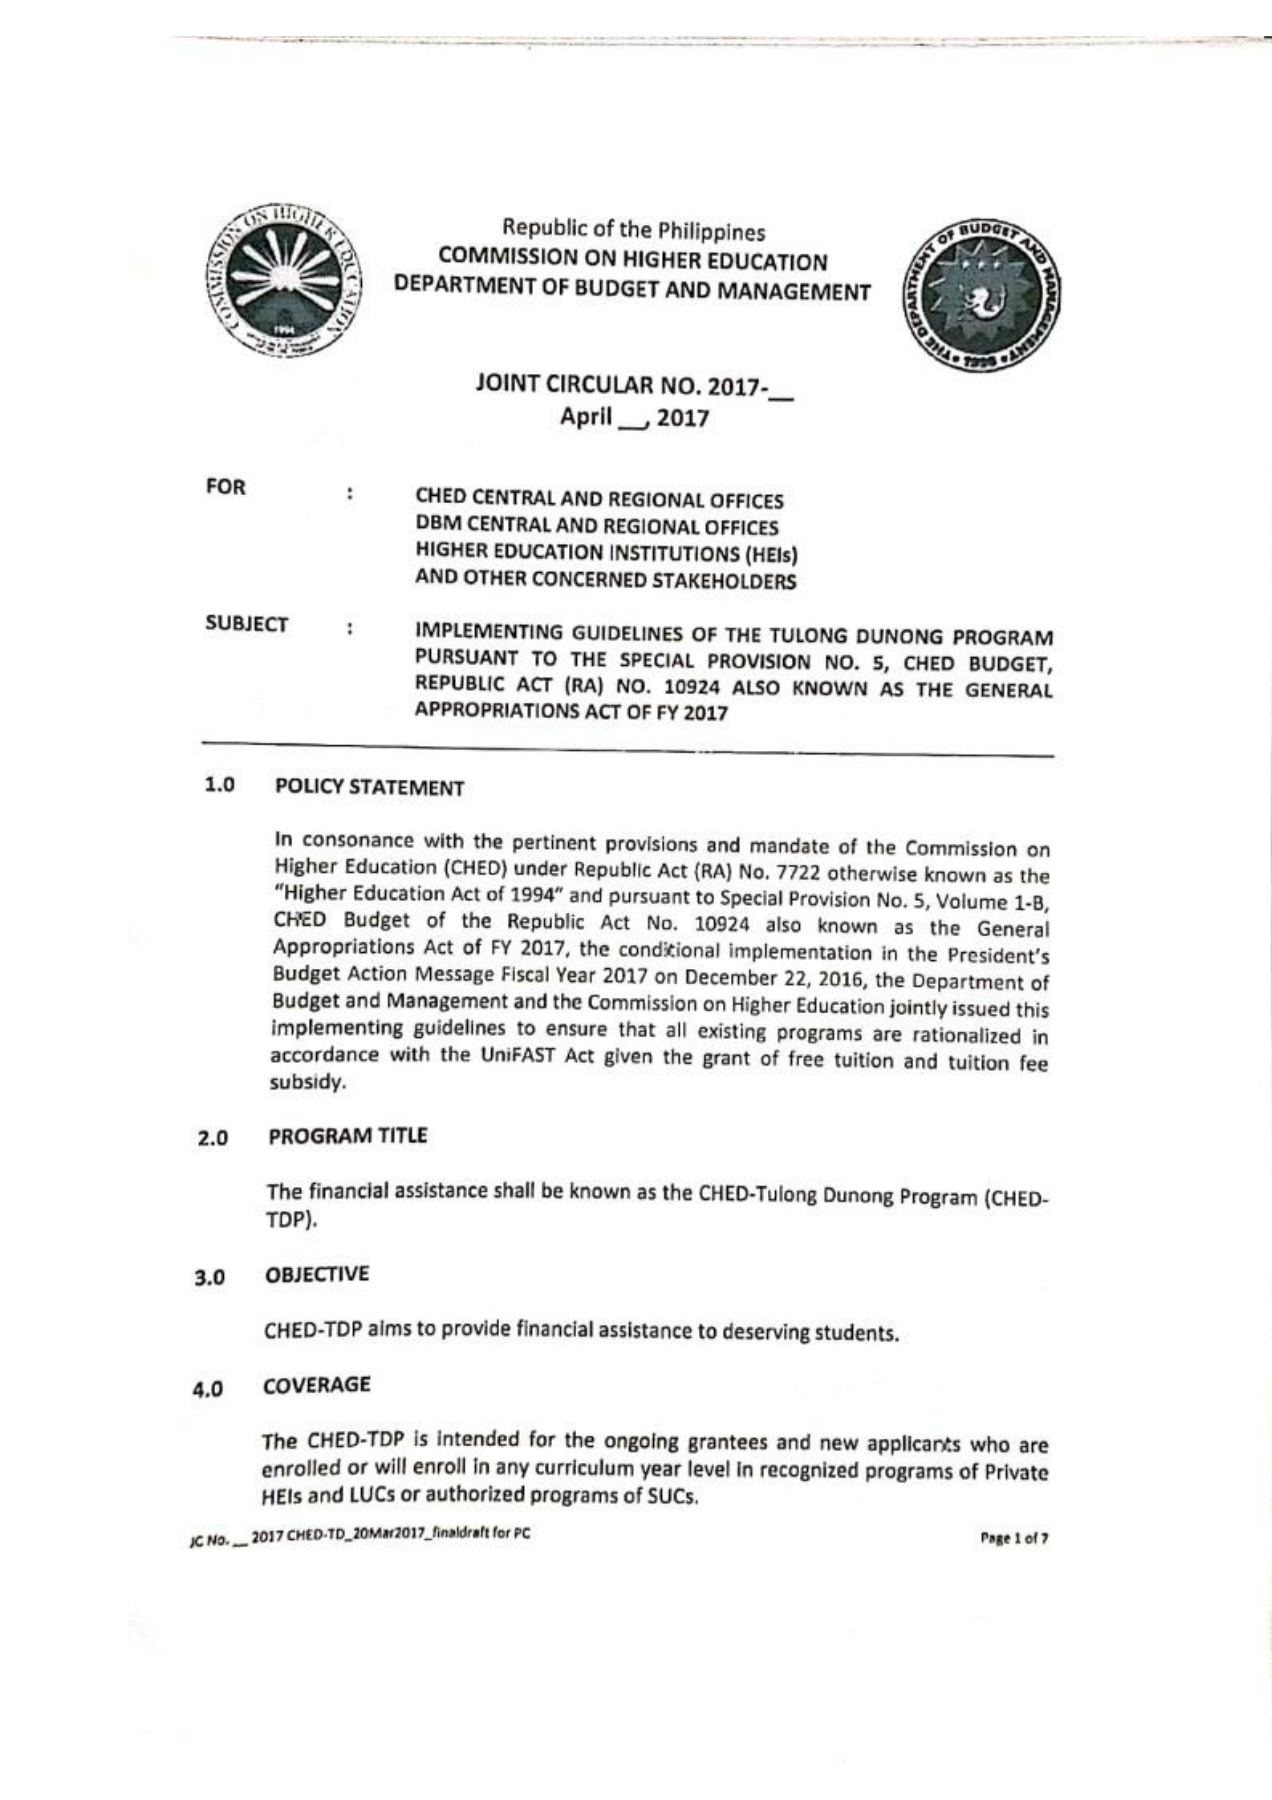 COMMISSION ON HIGHER EDUCATION
1994
Republic of the Philippines
COMMISSION ON HIGHER EDUCATION
DEPARTMENT OF BUDGET AND MANAGEMENT
THE DEPARTMENT OF BUDGET AND MANAGEMENT
JOINT CIRCULAR NO. 2017-__
April __, 2017
FOR : CHED CENTRAL AND REGIONAL OFFICES
DBM CENTRAL AND REGIONAL OFFICES
HIGHER EDUCATION INSTITUTIONS (HEIs)
AND OTHER CONCERNED STAKEHOLDERS
SUBJECT : IMPLEMENTING GUIDELINES OF THE TULONG DUNONG PROGRAM
PURSUANT TO THE SPECIAL PROVISION NO. 5, CHED BUDGET,
REPUBLIC ACT (RA) NO. 10924 ALSO KNOWN AS THE GENERAL
APPROPRIATIONS ACT OF FY 2017
1.0 POLICY STATEMENT
In consonance with the pertinent provisions and mandate of the Commission on
Higher Education (CHED) under Republic Act (RA) No. 7722 otherwise known as the
"Higher Education Act of 1994" and pursuant to Special Provision No. 5, Volume 1-B,
CHED Budget of the Republic Act No. 10924 also known as the General
Appropriations Act of FY 2017, the conditional implementation in the President's
Budget Action Message Fiscal Year 2017 on December 22, 2016, the Department of
Budget and Management and the Commission on Higher Education jointly issued this
implementing guidelines to ensure that all existing programs are rationalized in
accordance with the UniFAST Act given the grant of free tuition and tuition fee
subsidy.
2.0 PROGRAM TITLE
The financial assistance shall be known as the CHED-Tulong Dunong Program (CHED-
TDP).
3.0 OBJECTIVE
CHED-TDP aims to provide financial assistance to deserving students.
4.0 COVERAGE
The CHED-TDP is intended for the ongoing grantees and new applicants who are
enrolled or will enroll in any curriculum year level in recognized programs of Private
HEIs and LUCs or authorized programs of SUCs.
JC No. __ 2017 CHED-TD_20Mar2017_finaldraft for PC
Page 1 of 7